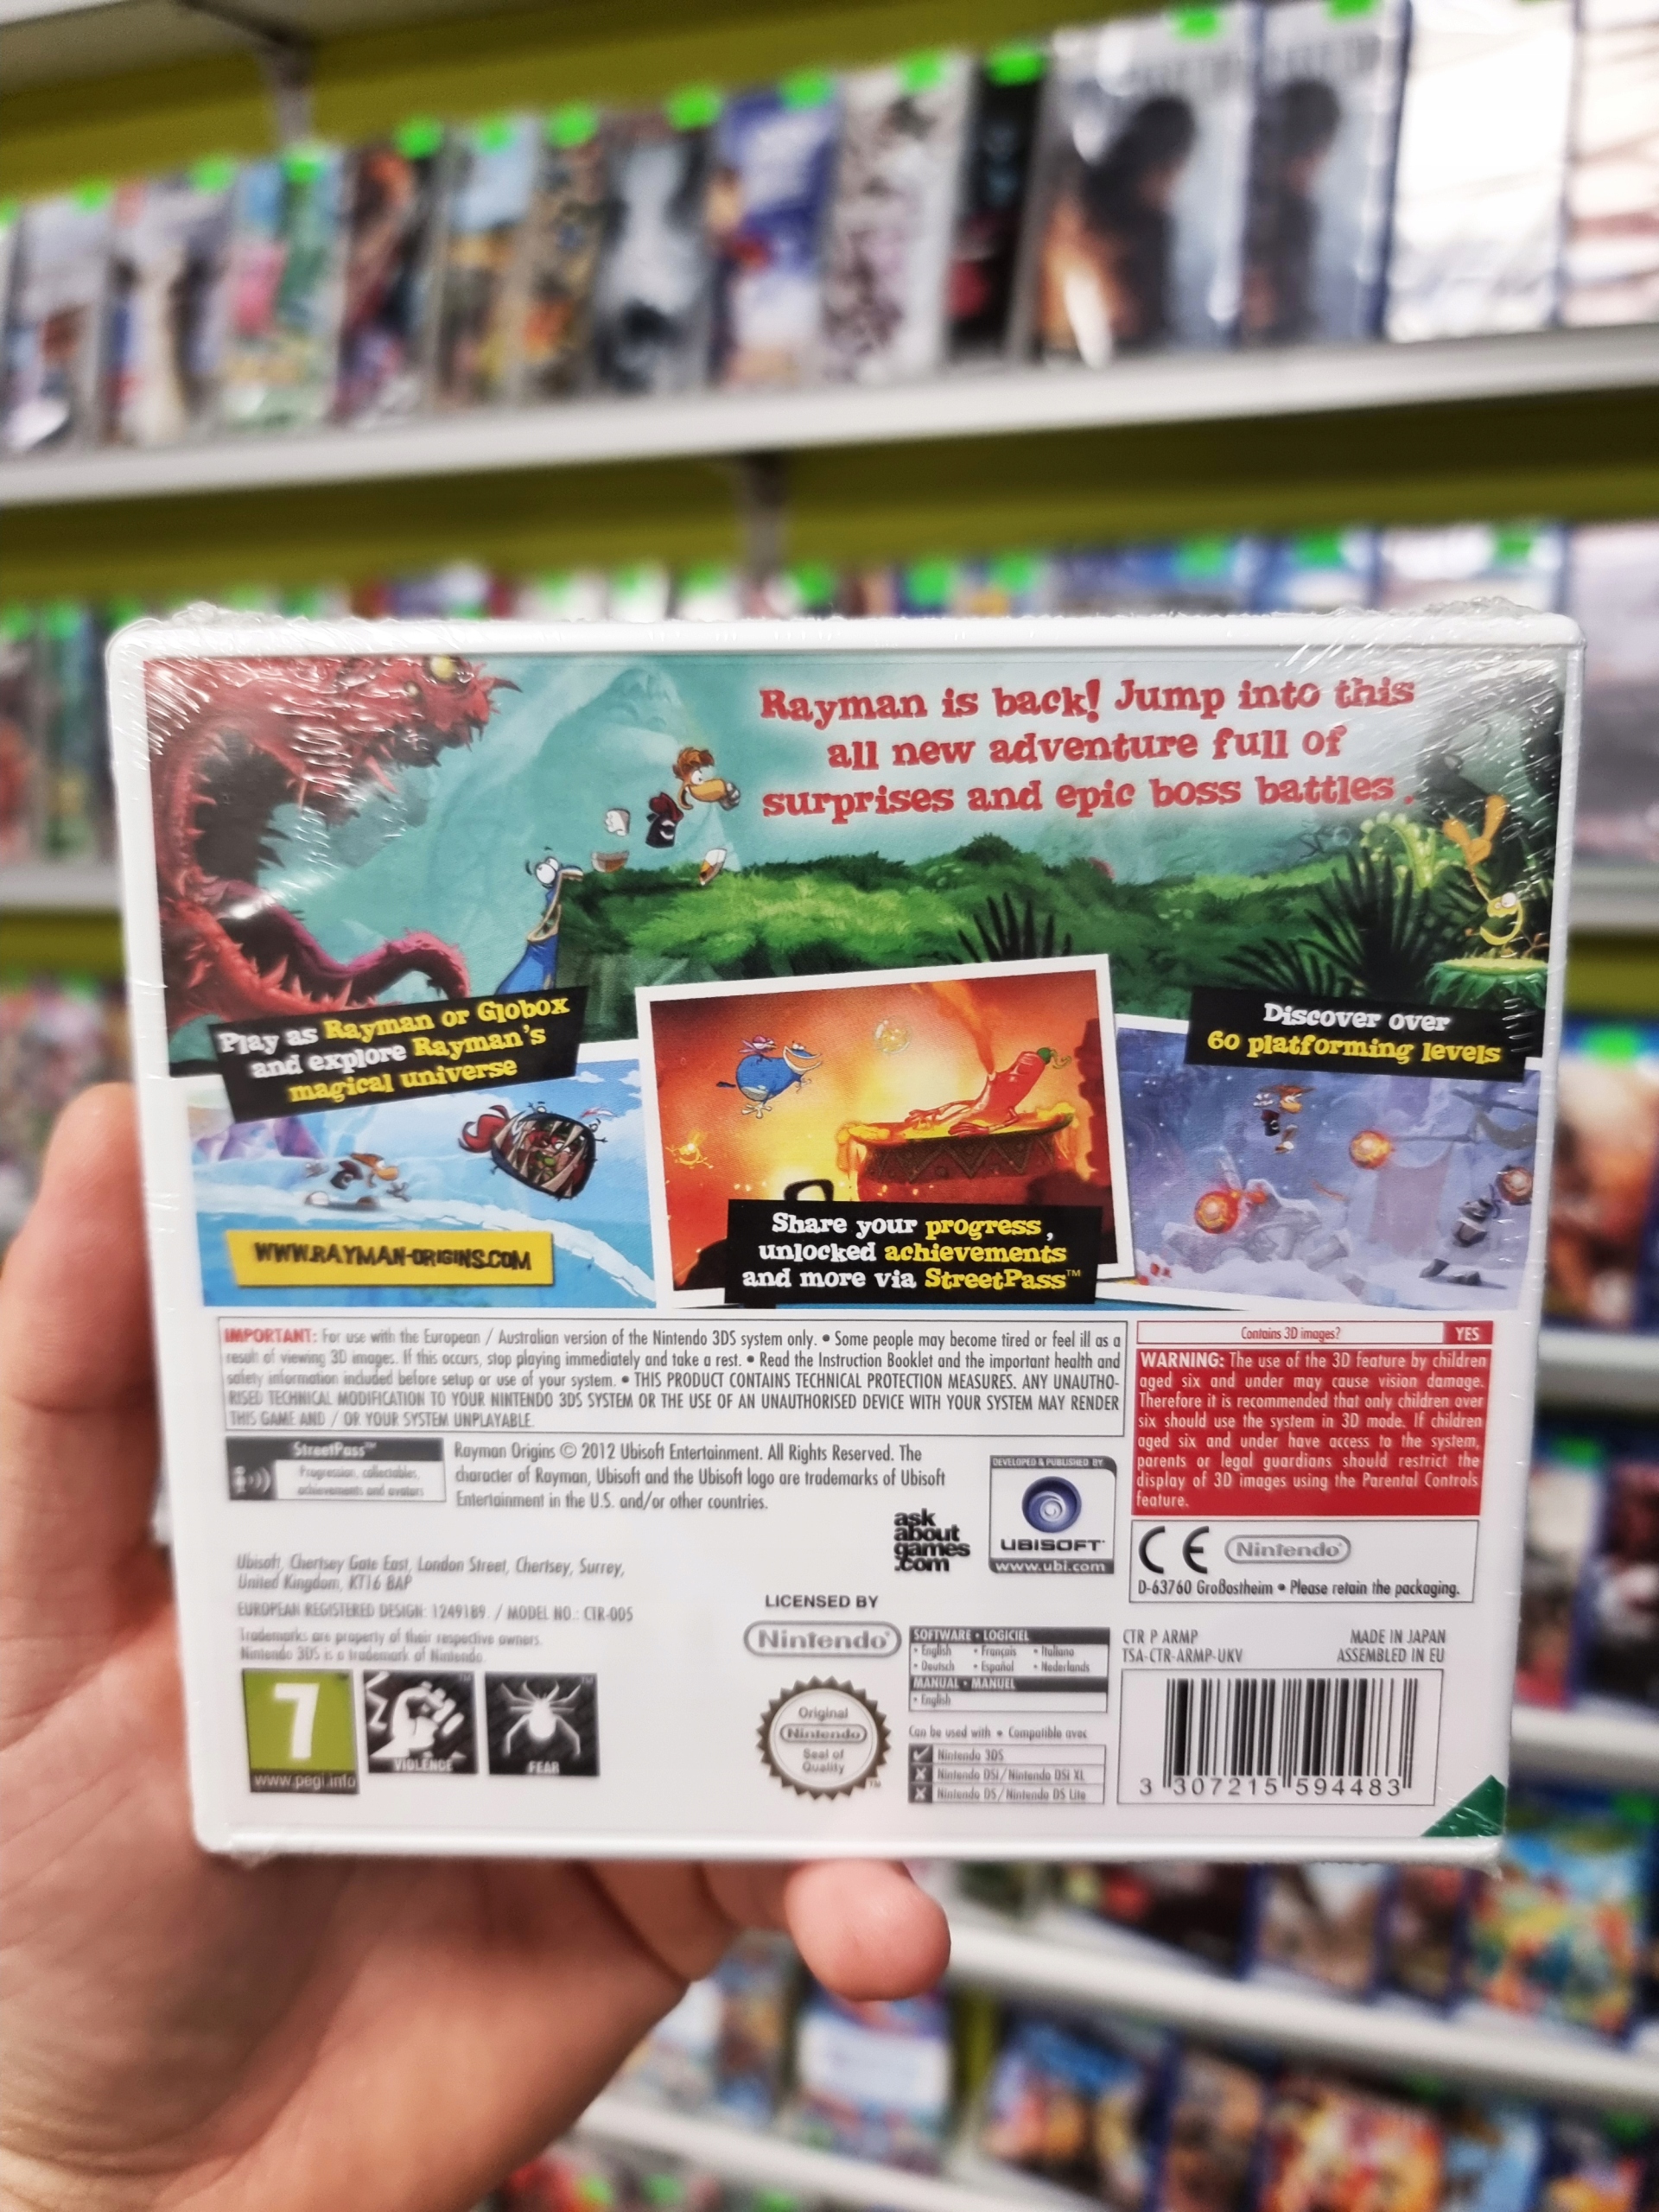 Rayman is back! Jump into this
all new adventure full of
surprises and epic boss battles.
Play as Rayman or Globox
and explore Rayman's
magical universe
Discover over
60 platforming levels
WWW.RAYMAN-ORIGINS.COM
Share your progress,
unlocked achievements
and more via StreetPass™
IMPORTANT: For use with the European / Australian version of the Nintendo 3DS system only. • Some people may become tired or feel ill as a
result of viewing 3D images. If this occurs, stop playing immediately and take a rest. • Read the Instruction Booklet and the important health and
safety information included before setup or use of your system. • THIS PRODUCT CONTAINS TECHNICAL PROTECTION MEASURES. ANY UNAUTHO-
RISED TECHNICAL MODIFICATION TO YOUR NINTENDO 3DS SYSTEM OR THE USE OF AN UNAUTHORISED DEVICE WITH YOUR SYSTEM MAY RENDER
THIS GAME AND / OR YOUR SYSTEM UNPLAYABLE.
Contains 3D images? YES
WARNING: The use of the 3D feature by children
aged six and under may cause vision damage.
Therefore it is recommended that only children over
six should use the system in 3D mode. If children
aged six and under have access to the system,
parents or legal guardians should restrict the
display of 3D images using the Parental Controls
feature.
StreetPass™
Progression, collectables,
achievements and avatars
Rayman Origins © 2012 Ubisoft Entertainment. All Rights Reserved. The
character of Rayman, Ubisoft and the Ubisoft logo are trademarks of Ubisoft
Entertainment in the U.S. and/or other countries.
ask
about
games
.com
DEVELOPED & PUBLISHED BY
UBISOFT
www.ubi.com
CE Nintendo
D-63760 Großostheim • Please retain the packaging.
Ubisoft, Chertsey Gate East, London Street, Chertsey, Surrey,
United Kingdom, KT16 8AP
EUROPEAN REGISTERED DESIGN: 1249189. / MODEL NO.: CTR-005
Trademarks are property of their respective owners.
Nintendo 3DS is a trademark of Nintendo.
7
www.pegi.info
VIOLENCE
FEAR
LICENSED BY
Nintendo
Original
Nintendo
Seal of
Quality
TM
SOFTWARE • LOGICIEL
• English • Français • Italiano
• Deutsch • Español • Nederlands
MANUAL • MANUEL
• English
Can be used with • Compatible avec
Nintendo 3DS
Nintendo DSi/Nintendo DSi XL
Nintendo DS/Nintendo DS Lite
CTR P ARMP
TSA-CTR-ARMP-UKV
MADE IN JAPAN
ASSEMBLED IN EU
3 307215 594483